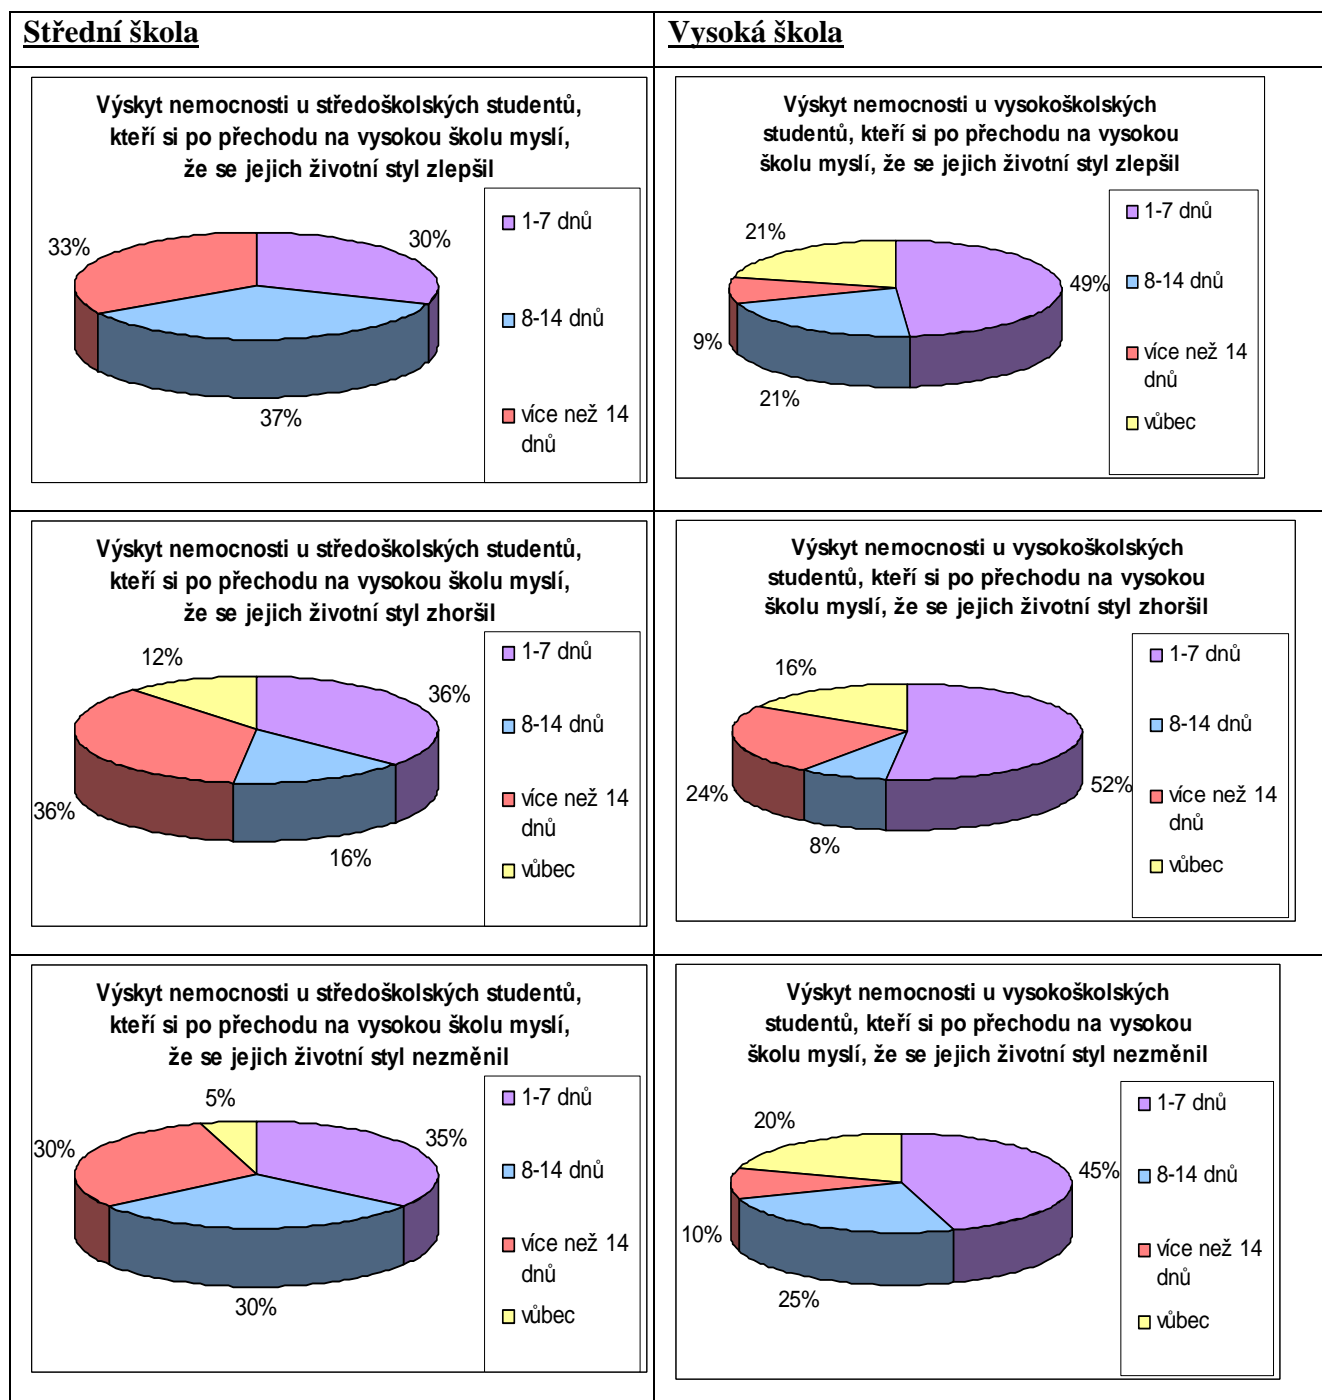 Střední škola
Vysoká škola
Výskyt nemocnosti u středoškolských studentů,
kteří si po přechodu na vysokou školu myslí,
že se jejich životní styl zlepšil
33%
30%
37%
1-7 dnů
8-14 dnů
více než 14
dnů
Výskyt nemocnosti u vysokoškolských
studentů, kteří si po přechodu na vysokou
školu myslí, že se jejich životní styl zlepšil
21%
49%
9%
21%
1-7 dnů
8-14 dnů
více než 14
dnů
vůbec
Výskyt nemocnosti u středoškolských studentů,
kteří si po přechodu na vysokou školu myslí,
že se jejich životní styl zhoršil
12%
36%
36%
16%
1-7 dnů
8-14 dnů
více než 14
dnů
vůbec
Výskyt nemocnosti u vysokoškolských
studentů, kteří si po přechodu na vysokou
školu myslí, že se jejich životní styl zhoršil
16%
52%
24%
8%
1-7 dnů
8-14 dnů
více než 14
dnů
vůbec
Výskyt nemocnosti u středoškolských studentů,
kteří si po přechodu na vysokou školu myslí,
že se jejich životní styl nezměnil
5%
35%
30%
30%
1-7 dnů
8-14 dnů
více než 14
dnů
vůbec
Výskyt nemocnosti u vysokoškolských
studentů, kteří si po přechodu na vysokou
školu myslí, že se jejich životní styl nezměnil
20%
45%
10%
25%
1-7 dnů
8-14 dnů
více než 14
dnů
vůbec